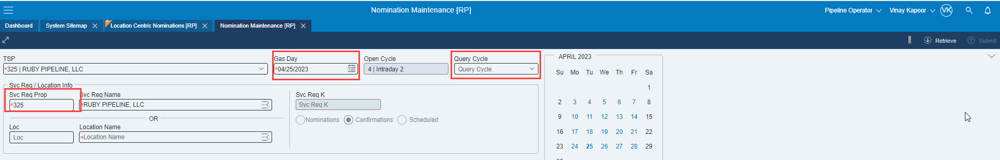 Nomination Maintenance [RP]
Pipeline Operator
Vinay Kapoor
VK
Dashboard
System Sitemap
Location Centric Nominations [RP]
Nomination Maintenance [RP]
Retrieve
Submit
TSP
*325 | RUBY PIPELINE, LLC
Gas Day
*04/25/2023
12
Open Cycle
4 | Intraday 2
Query Cycle
Query Cycle
Svc Req / Location Info
Svc Req Prop
*325
Svc Req Name
*RUBY PIPELINE, LLC
OR
Loc
Loc
Location Name
*Location Name
Svc Req K
Svc Req K
Nominations
Confirmations
Scheduled
APRIL 2023
Su Mo Tu We Th Fr Sa
1
2 3 4 5 6 7 8
9 10 11 12 13 14 15
16 17 18 19 20 21 22
23 24 25 26 27 28 29